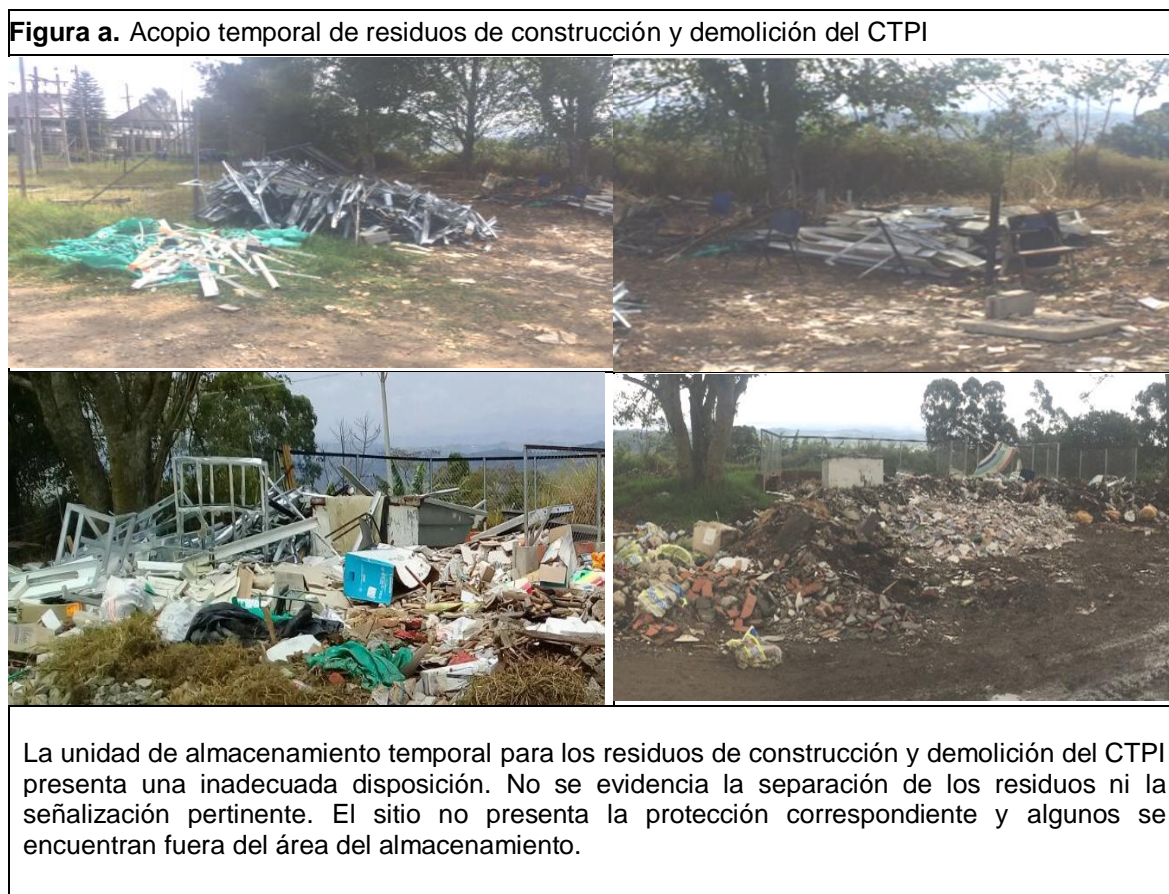 Figura a. Acopio temporal de residuos de construcción y demolición del CTPI
La unidad de almacenamiento temporal para los residuos de construcción y demolición del CTPI
presenta una inadecuada disposición. No se evidencia la separación de los residuos ni la
señalización pertinente. El sitio no presenta la protección correspondiente y algunos se
encuentran fuera del área del almacenamiento.